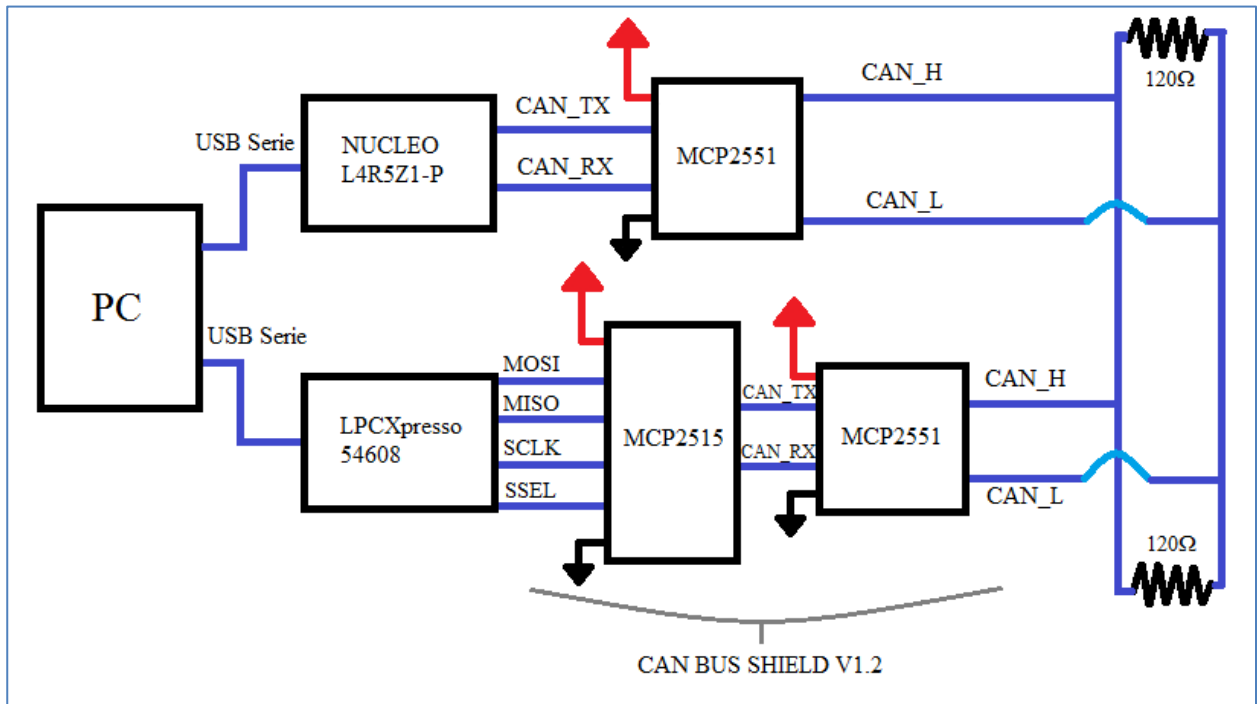 CAN_H
120Ω
CAN_TX
USB Serie
NUCLEO
L4R5Z1-P
MCP2551
CAN_RX
CAN_L
PC
USB Serie
MOSI
MISO
SCLK
SSEL
LPCXpresso
54608
MCP2515
CAN_TX
CAN_RX
MCP2551
CAN_H
CAN_L
120Ω
CAN BUS SHIELD V1.2